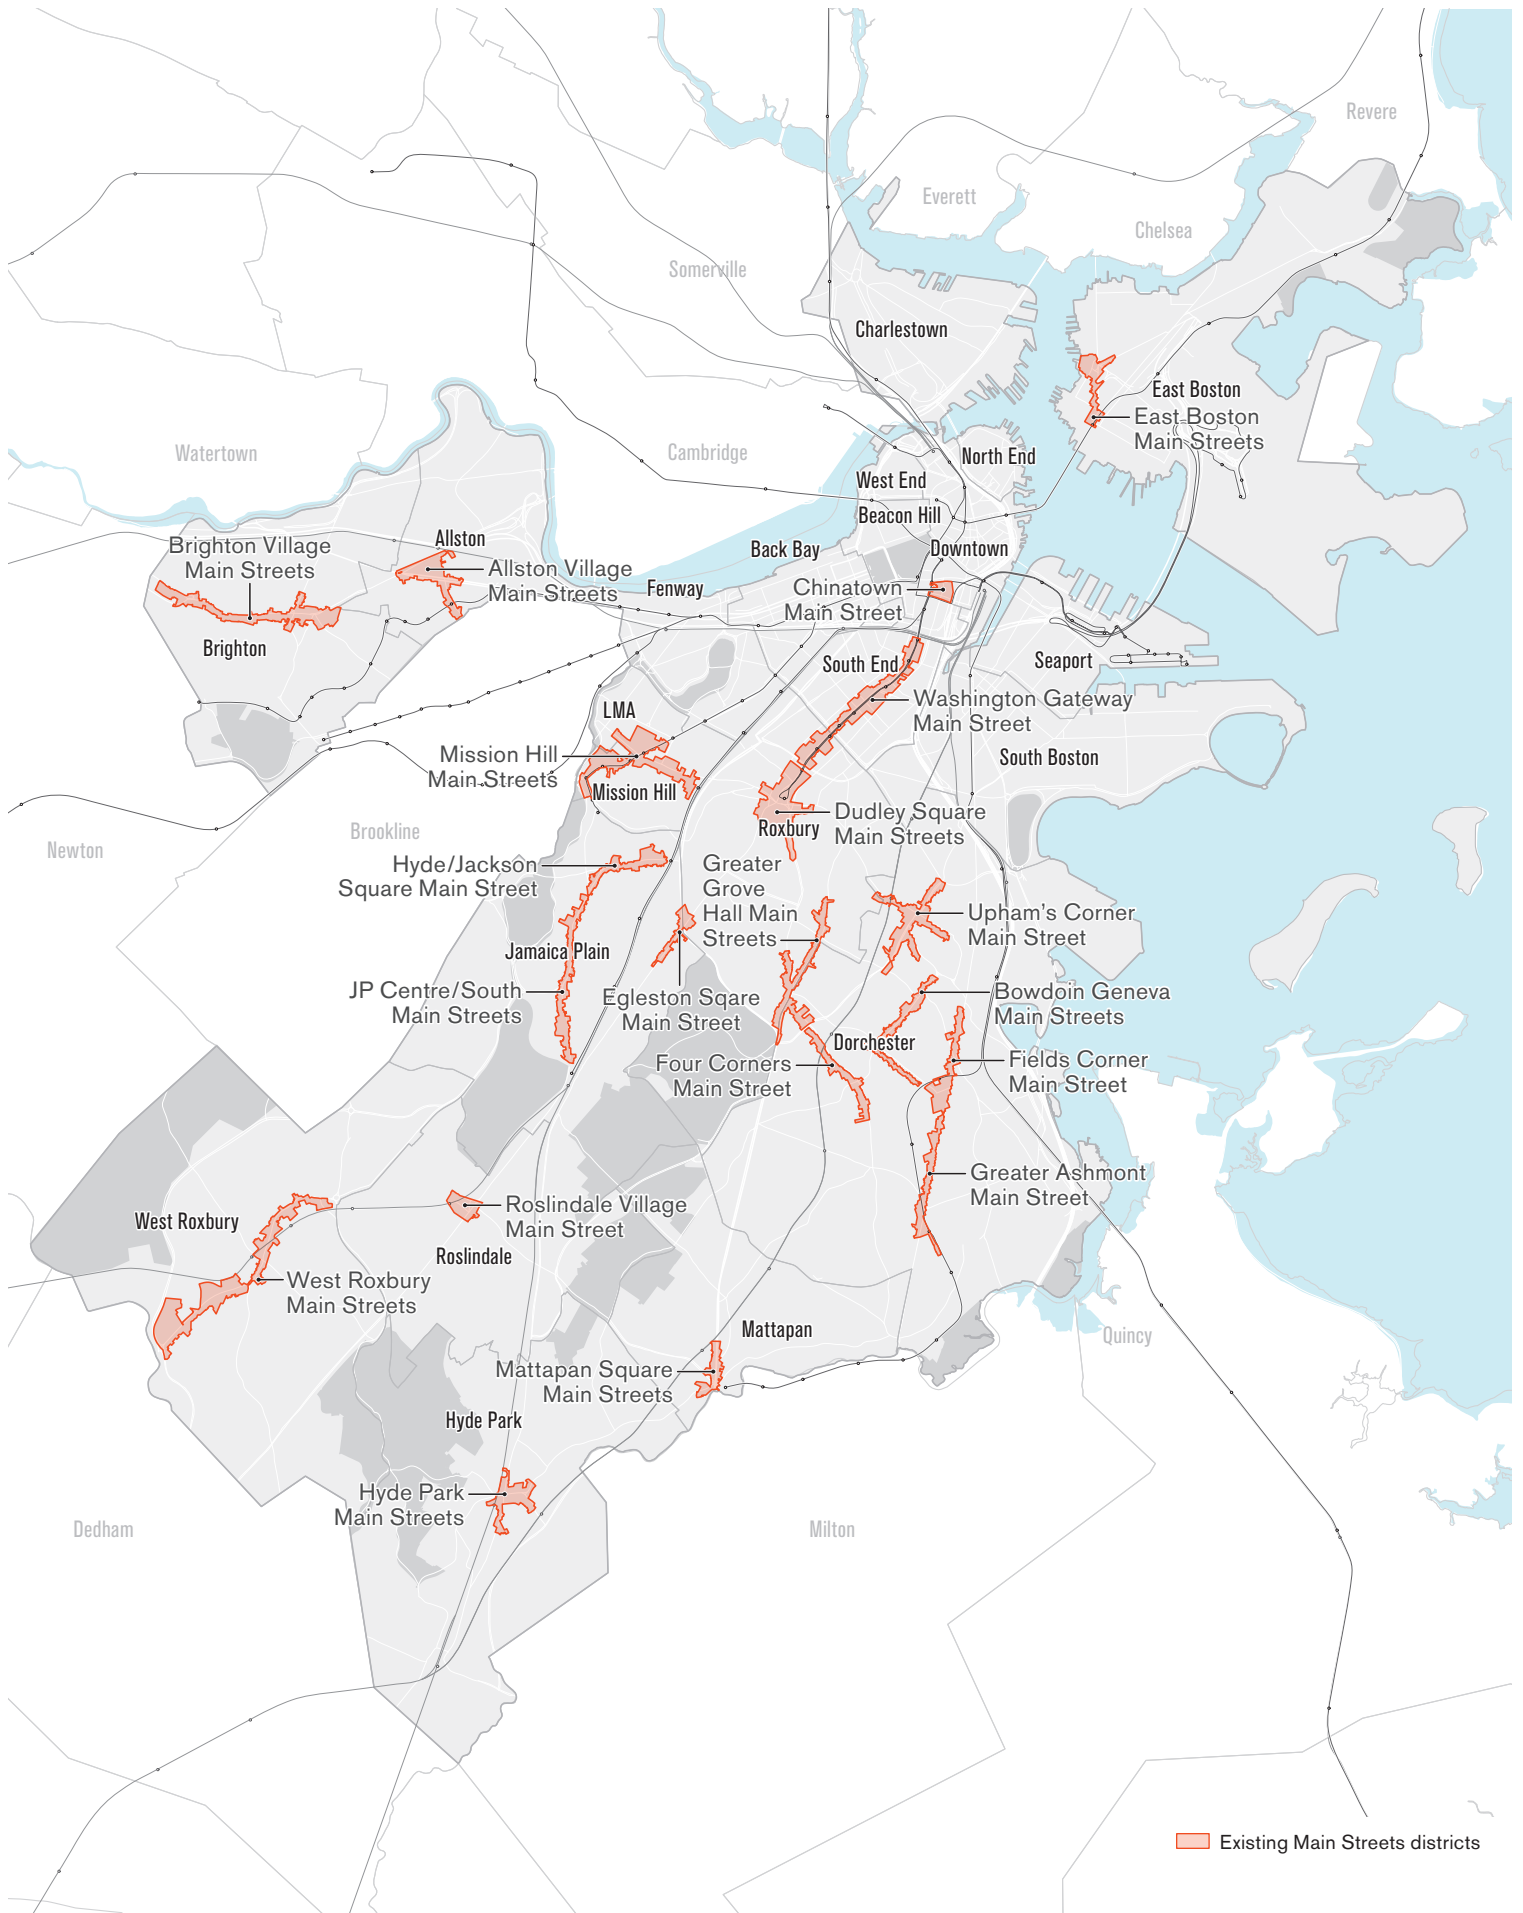 Revere
Everett
Chelsea
Somerville
Charlestown
East Boston
East Boston
Main Streets
Watertown
Cambridge
North End
West End
Beacon Hill
Allston
Brighton Village
Main Streets
Back Bay
Downtown
Allston Village
Main Streets
Fenway
Chinatown
Main Street
Brighton
South End
Seaport
Washington Gateway
Main Street
LMA
Mission Hill
Main Streets
South Boston
Mission Hill
Dudley Square
Main Streets
Roxbury
Brookline
Newton
Hyde/Jackson
Square Main Street
Greater
Grove
Hall Main
Streets
Upham's Corner
Main Street
Jamaica Plain
JP Centre/South
Main Streets
Egleston Sqare
Main Street
Bowdoin Geneva
Main Streets
Dorchester
Four Corners
Main Street
Fields Corner
Main Street
Greater Ashmont
Main Street
West Roxbury
Roslindale Village
Main Street
Roslindale
West Roxbury
Main Streets
Mattapan
Quincy
Mattapan Square
Main Streets
Hyde Park
Hyde Park
Main Streets
Dedham
Milton
Existing Main Streets districts